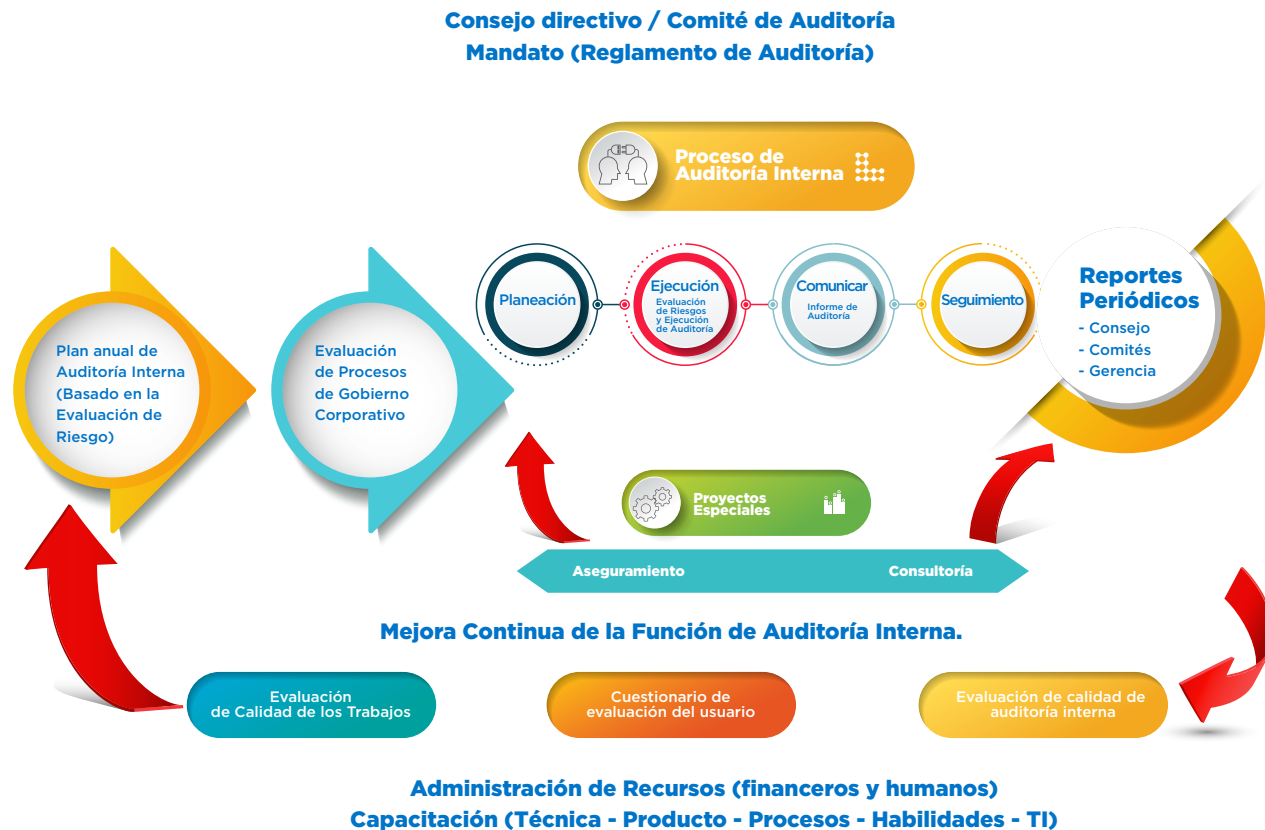 Consejo directivo / Comité de Auditoría
Mandato (Reglamento de Auditoría)
Proceso de
Auditoría Interna
Plan anual de
Auditoría Interna
(Basado en la
Evaluación de
Riesgo)
Evaluación
de Procesos
de Gobierno
Corporativo
Planeación
Ejecución
Evaluación
de Riesgos
y Ejecución
de Auditoría
Comunicar
Informe de
Auditoría
Seguimiento
Reportes
Periódicos
- Consejo
- Comités
- Gerencia
Proyectos
Especiales
Aseguramiento
Consultoría
Mejora Continua de la Función de Auditoría Interna.
Evaluación
de Calidad de los Trabajos
Cuestionario de
evaluación del usuario
Evaluación de calidad de
auditoría interna
Administración de Recursos (financeros y humanos)
Capacitación (Técnica - Producto - Procesos - Habilidades - TI)